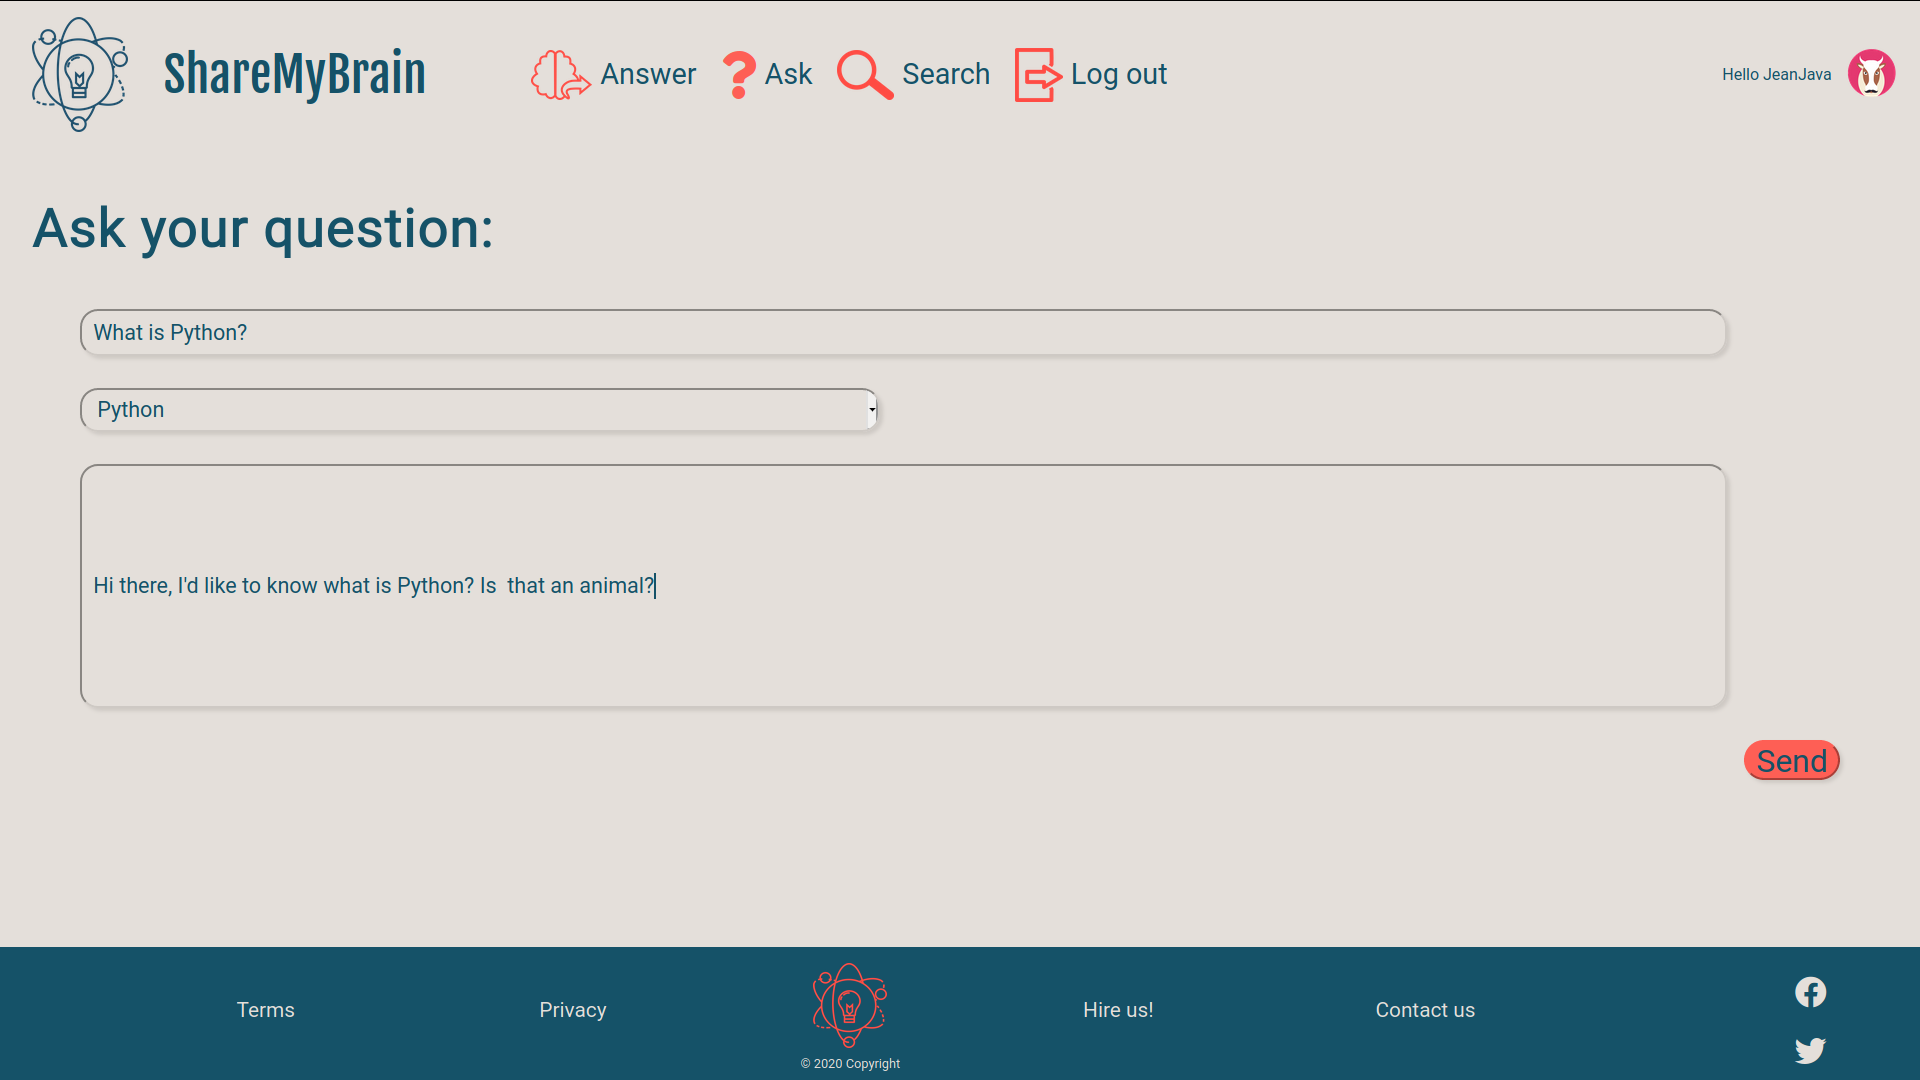 ShareMyBrain
Answer
Ask
Search
Log out
Hello JeanJava
Ask your question:
What is Python?
Python
Hi there, I'd like to know what is Python? Is  that an animal?
Send
Terms
Privacy
© 2020 Copyright
Hire us!
Contact us